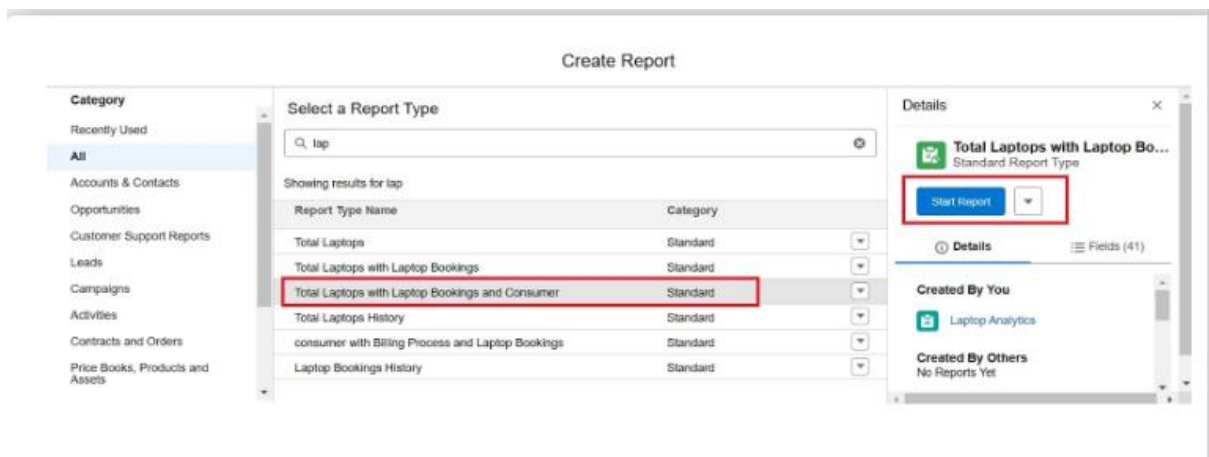 Create Report
Category
Recently Used
All
Accounts & Contacts
Opportunities
Customer Support Reports
Leads
Campaigns
Activities
Contracts and Orders
Price Books, Products and
Assets
Select a Report Type
lap
Showing results for lap
Report Type Name Category
Total Laptops Standard
Total Laptops with Laptop Bookings Standard
Total Laptops with Laptop Bookings and Consumer Standard
Total Laptops History Standard
consumer with Billing Process and Laptop Bookings Standard
Laptop Bookings History Standard
Details
Total Laptops with Laptop Bo...
Standard Report Type
Start Report
Details Fields (41)
Created By You
Laptop Analytics
Created By Others
No Reports Yet